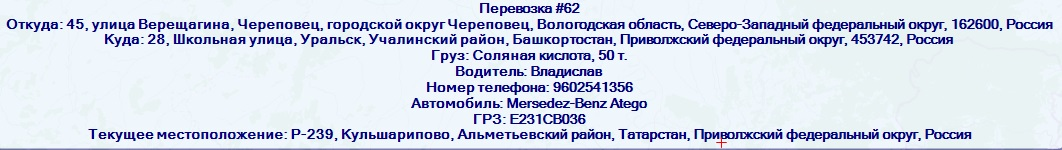 Перевозка #62
Откуда: 45, улица Верещагина, Череповец, городской округ Череповец, Вологодская область, Северо-Западный федеральный округ, 162600, Россия
Куда: 28, Школьная улица, Уральск, Учалинский район, Башкортостан, Приволжский федеральный округ, 453742, Россия
Груз: Соляная кислота, 50 т.
Водитель: Владислав
Номер телефона: 9602541356
Автомобиль: Mersedez-Benz Atego
ГРЗ: Е231СВ036
Текущее местоположение: Р-239, Кульшарипово, Альметьевский район, Татарстан, Приволжский федеральный округ, Россия